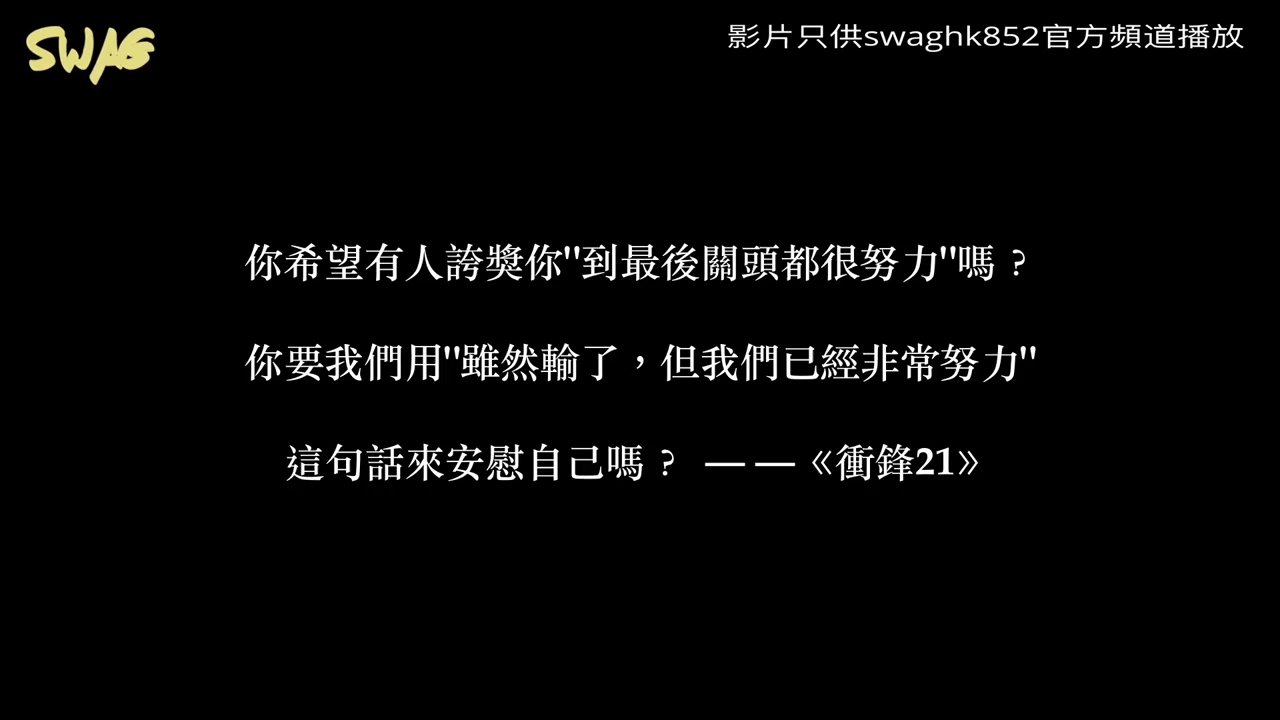 SWAG
影片只供swaghk852官方頻道播放
你希望有人誇獎你"到最後關頭都很努力"嗎？
你要我們用"雖然輸了，但我們已經非常努力"
這句話來安慰自己嗎？ ——《衝鋒21》